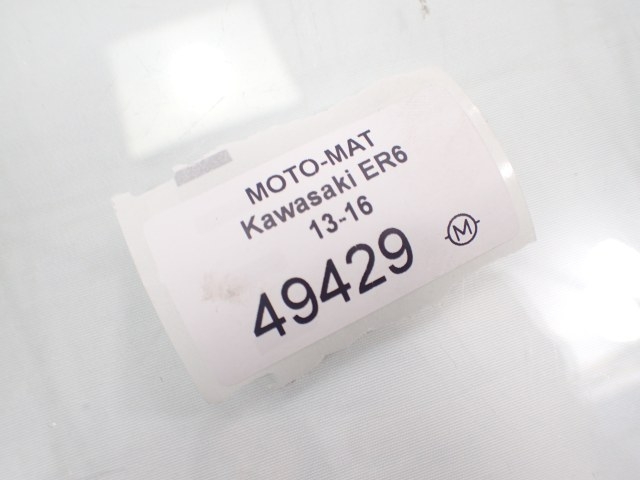 MOTO-MAT
Kawasaki ER6
13-16
49429
M